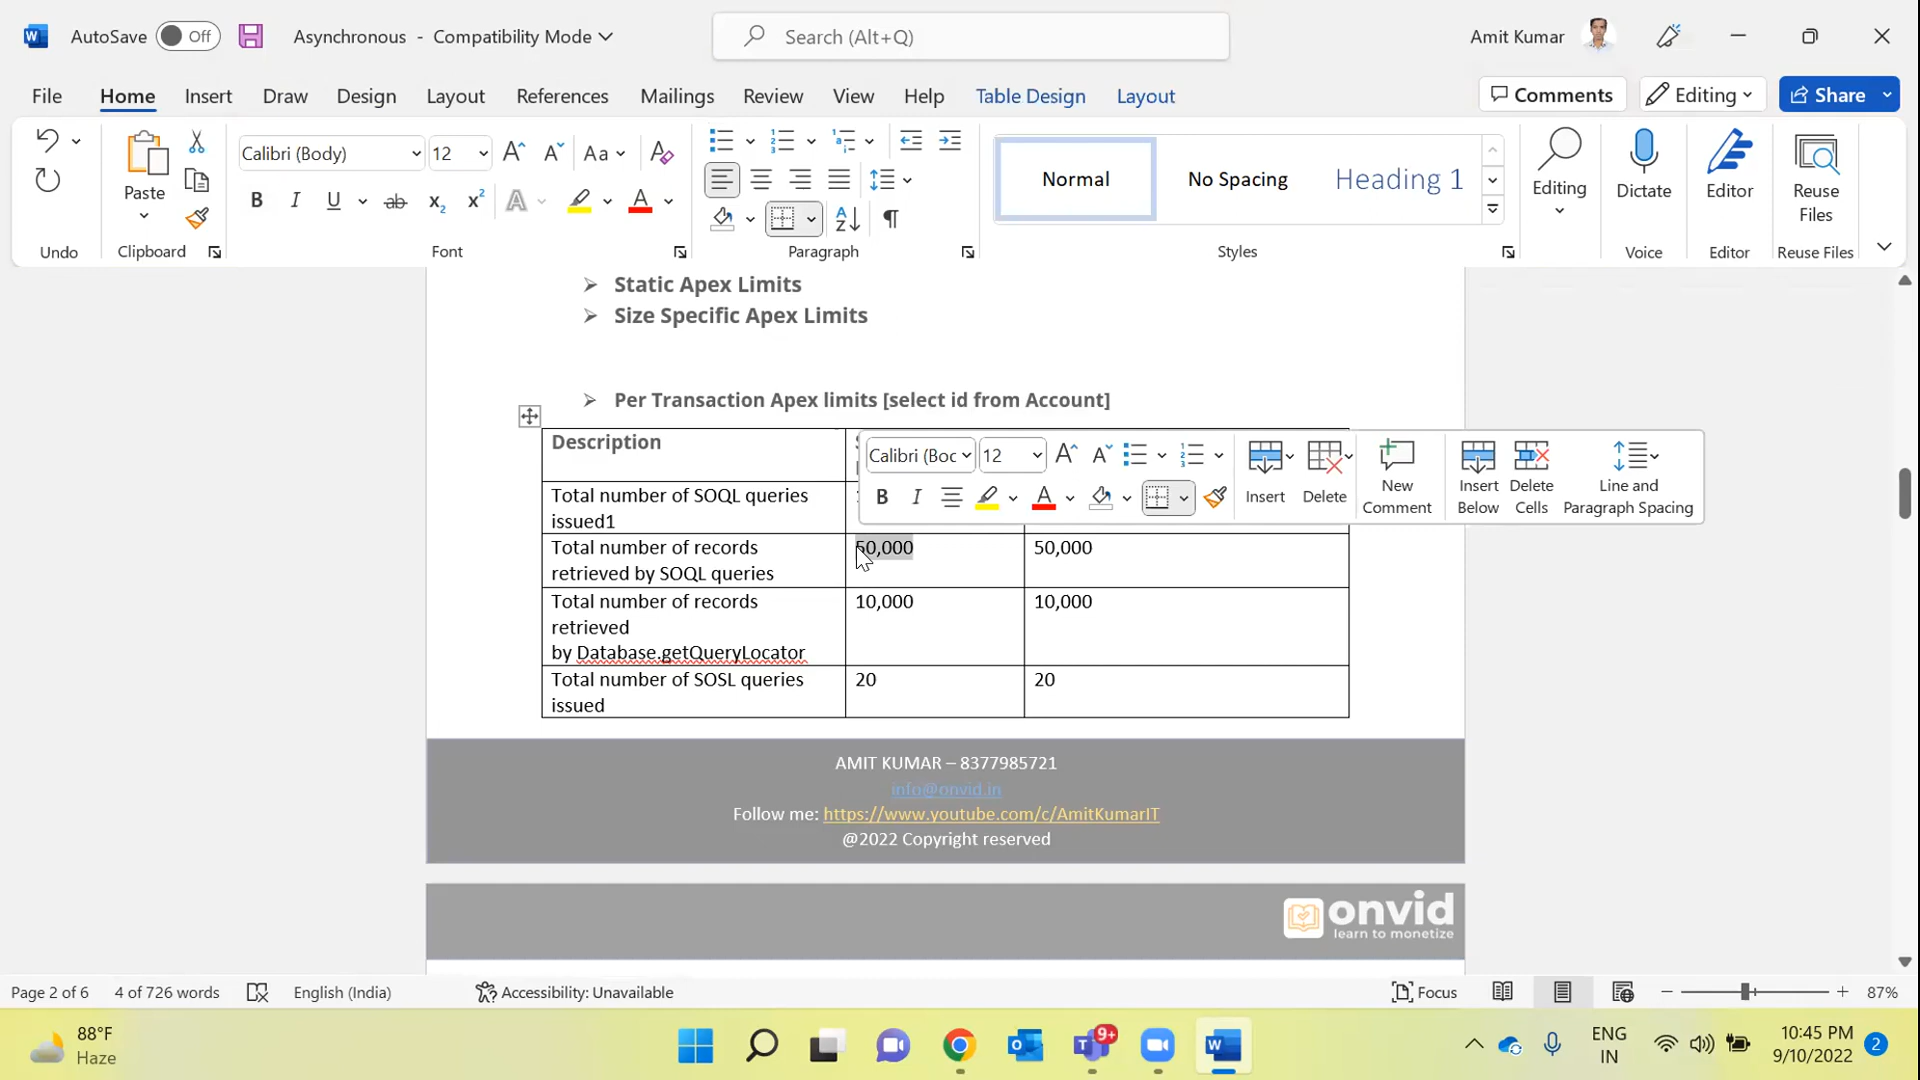 AutoSave Off Asynchronous - Compatibility Mode
Search (Alt+Q)
Amit Kumar
File Home Insert Draw Design Layout References Mailings Review View Help Table Design Layout
Comments Editing Share
Undo
Paste
Clipboard
Calibri (Body) 12
Font
Paragraph
Normal
No Spacing
Heading 1
Styles
Editing
Dictate
Voice
Editor
Editor
Reuse Files
Reuse Files
➢ Static Apex Limits
➢ Size Specific Apex Limits
➢ Per Transaction Apex limits [select id from Account]
Description
Calibri (Boc 12
Insert
Delete
New Comment
Insert Below
Delete Cells
Line and Paragraph Spacing
Total number of SOQL queries
issued1
Total number of records 50,000 50,000
retrieved by SOQL queries
Total number of records 10,000 10,000
retrieved
by Database.getQueryLocator
Total number of SOSL queries 20 20
issued
AMIT KUMAR – 8377985721
info@onvid.in
Follow me: https://www.youtube.com/c/AmitKumarIT
@2022 Copyright reserved
onvid
learn to monetize
Page 2 of 6 4 of 726 words English (India) Accessibility: Unavailable Focus 87%
88°F
Haze
9+
ENG
IN
10:45 PM
9/10/2022
2